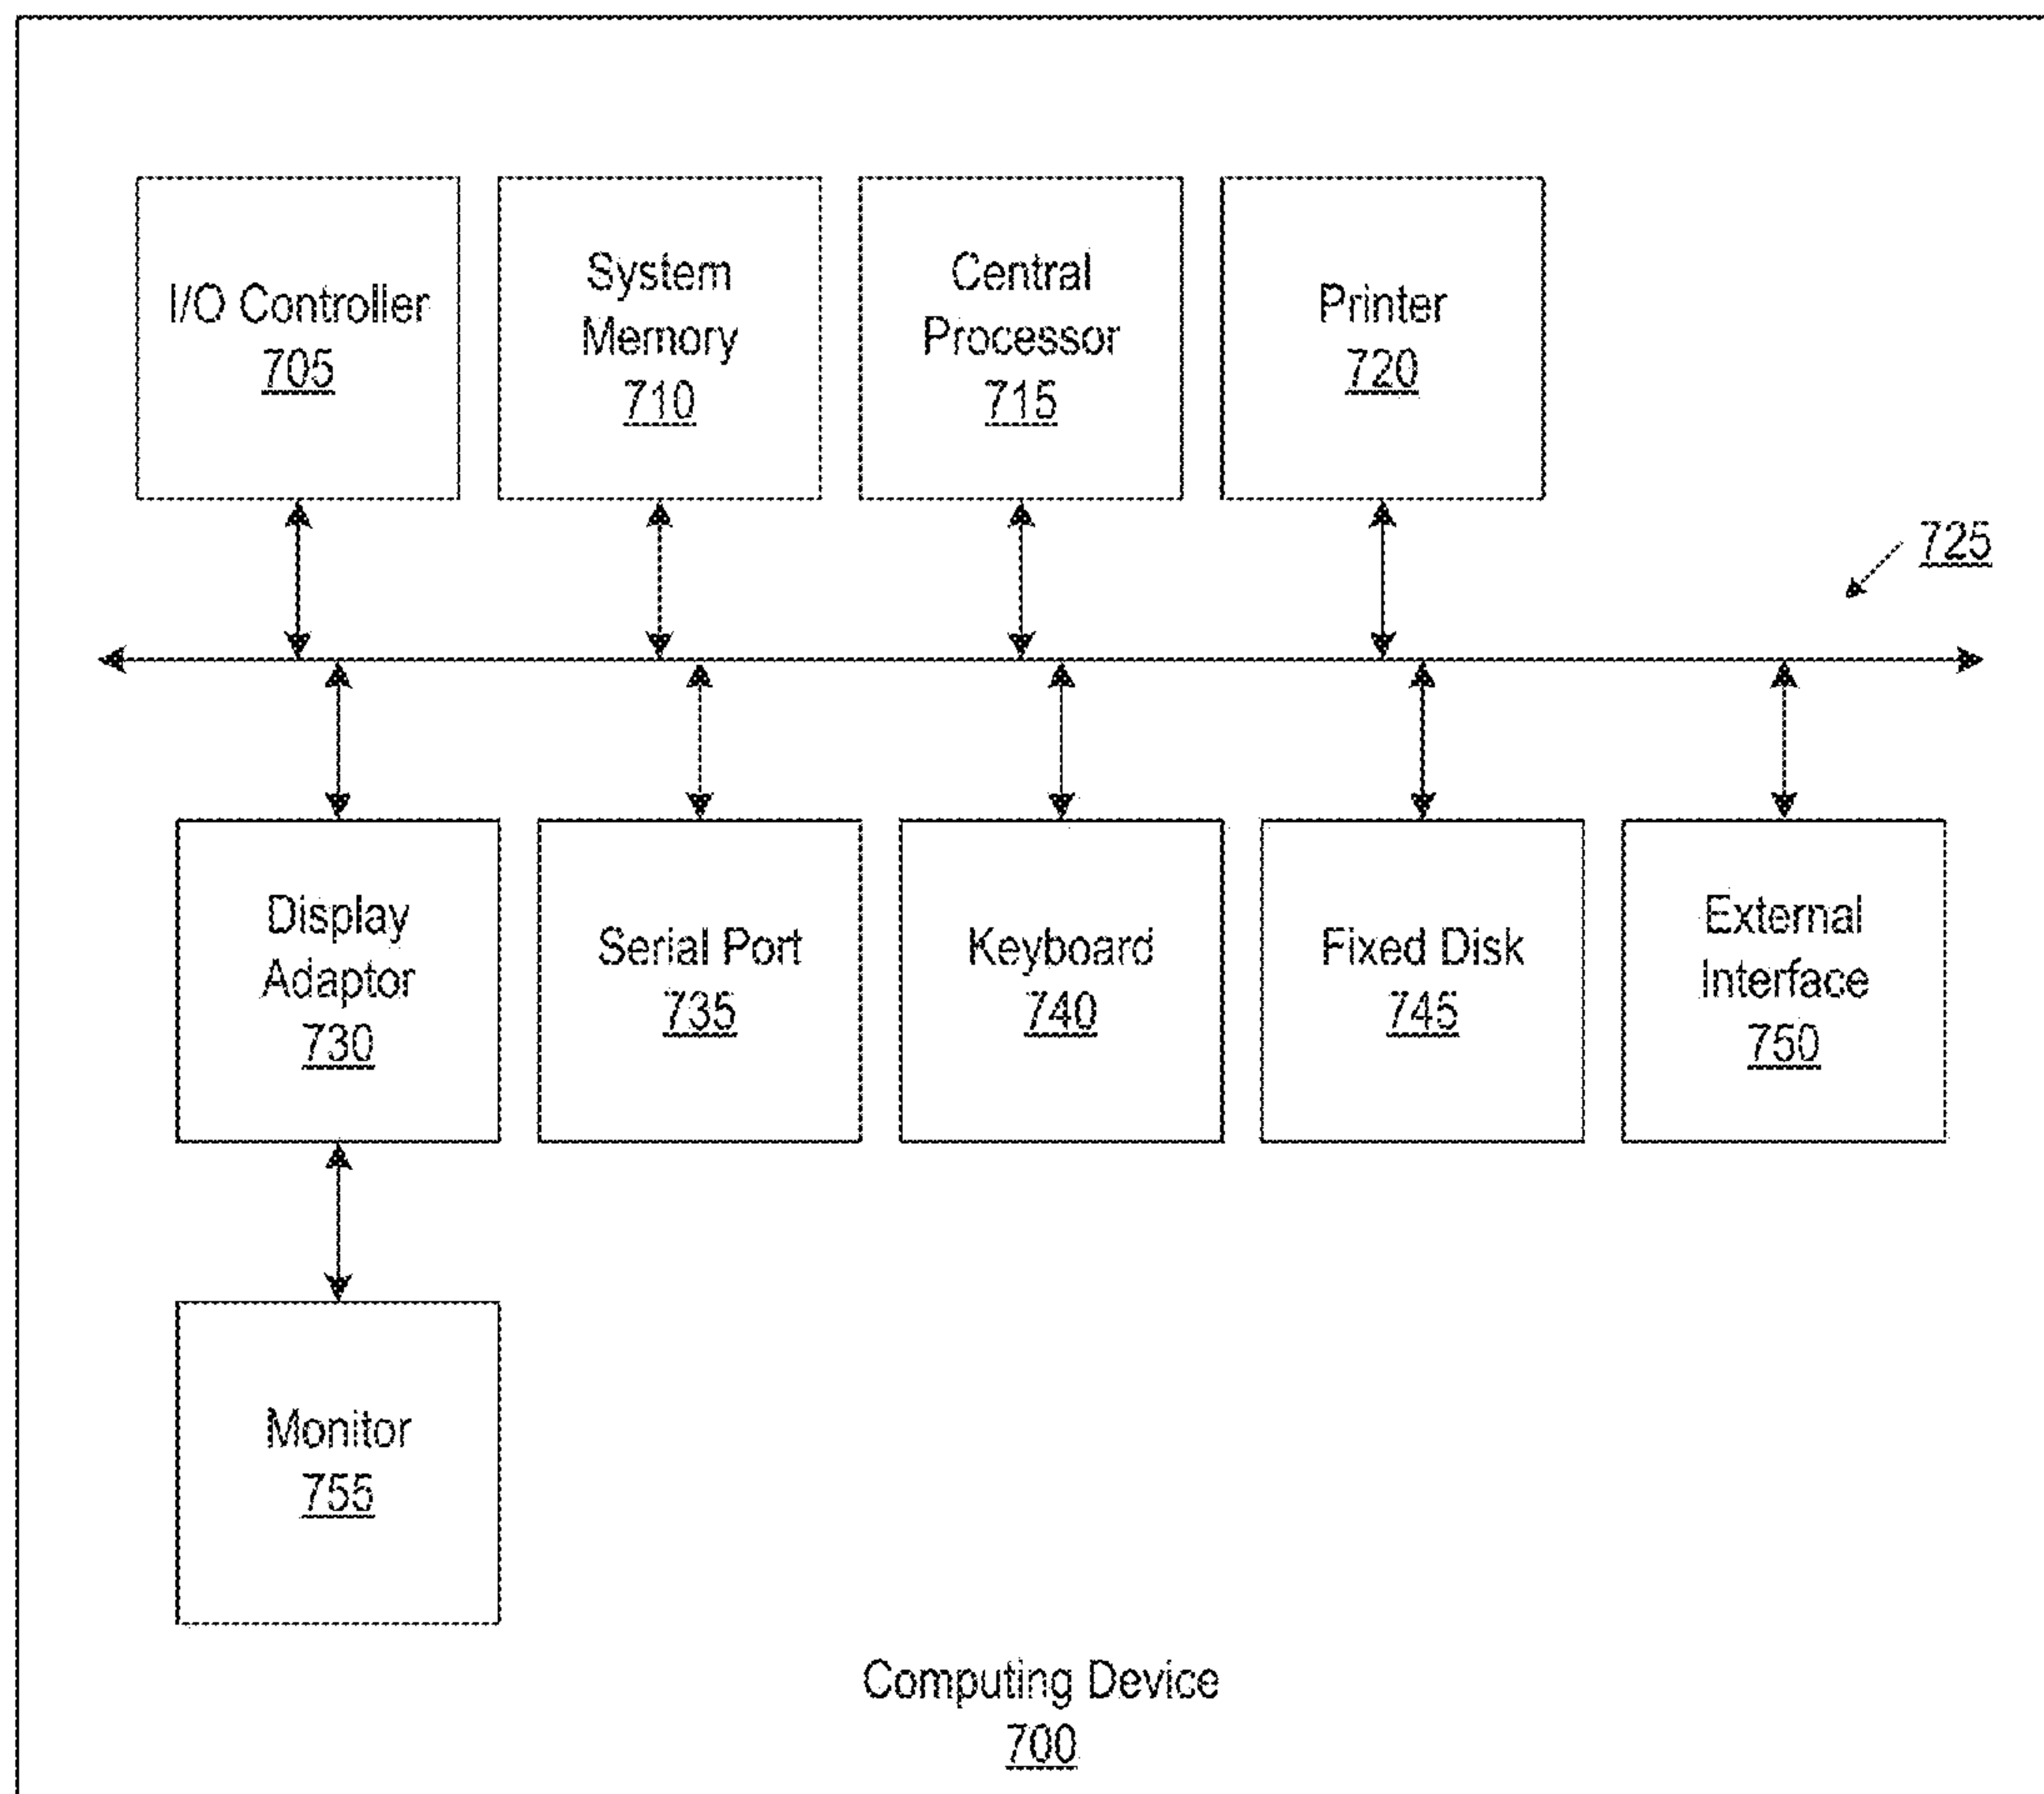 I/O Controller
705
System
Memory
710
Central
Processor
715
Printer
720
725
Display
Adaptor
730
Serial Port
735
Keyboard
740
Fixed Disk
745
External
Interface
750
Monitor
755
Computing Device
700